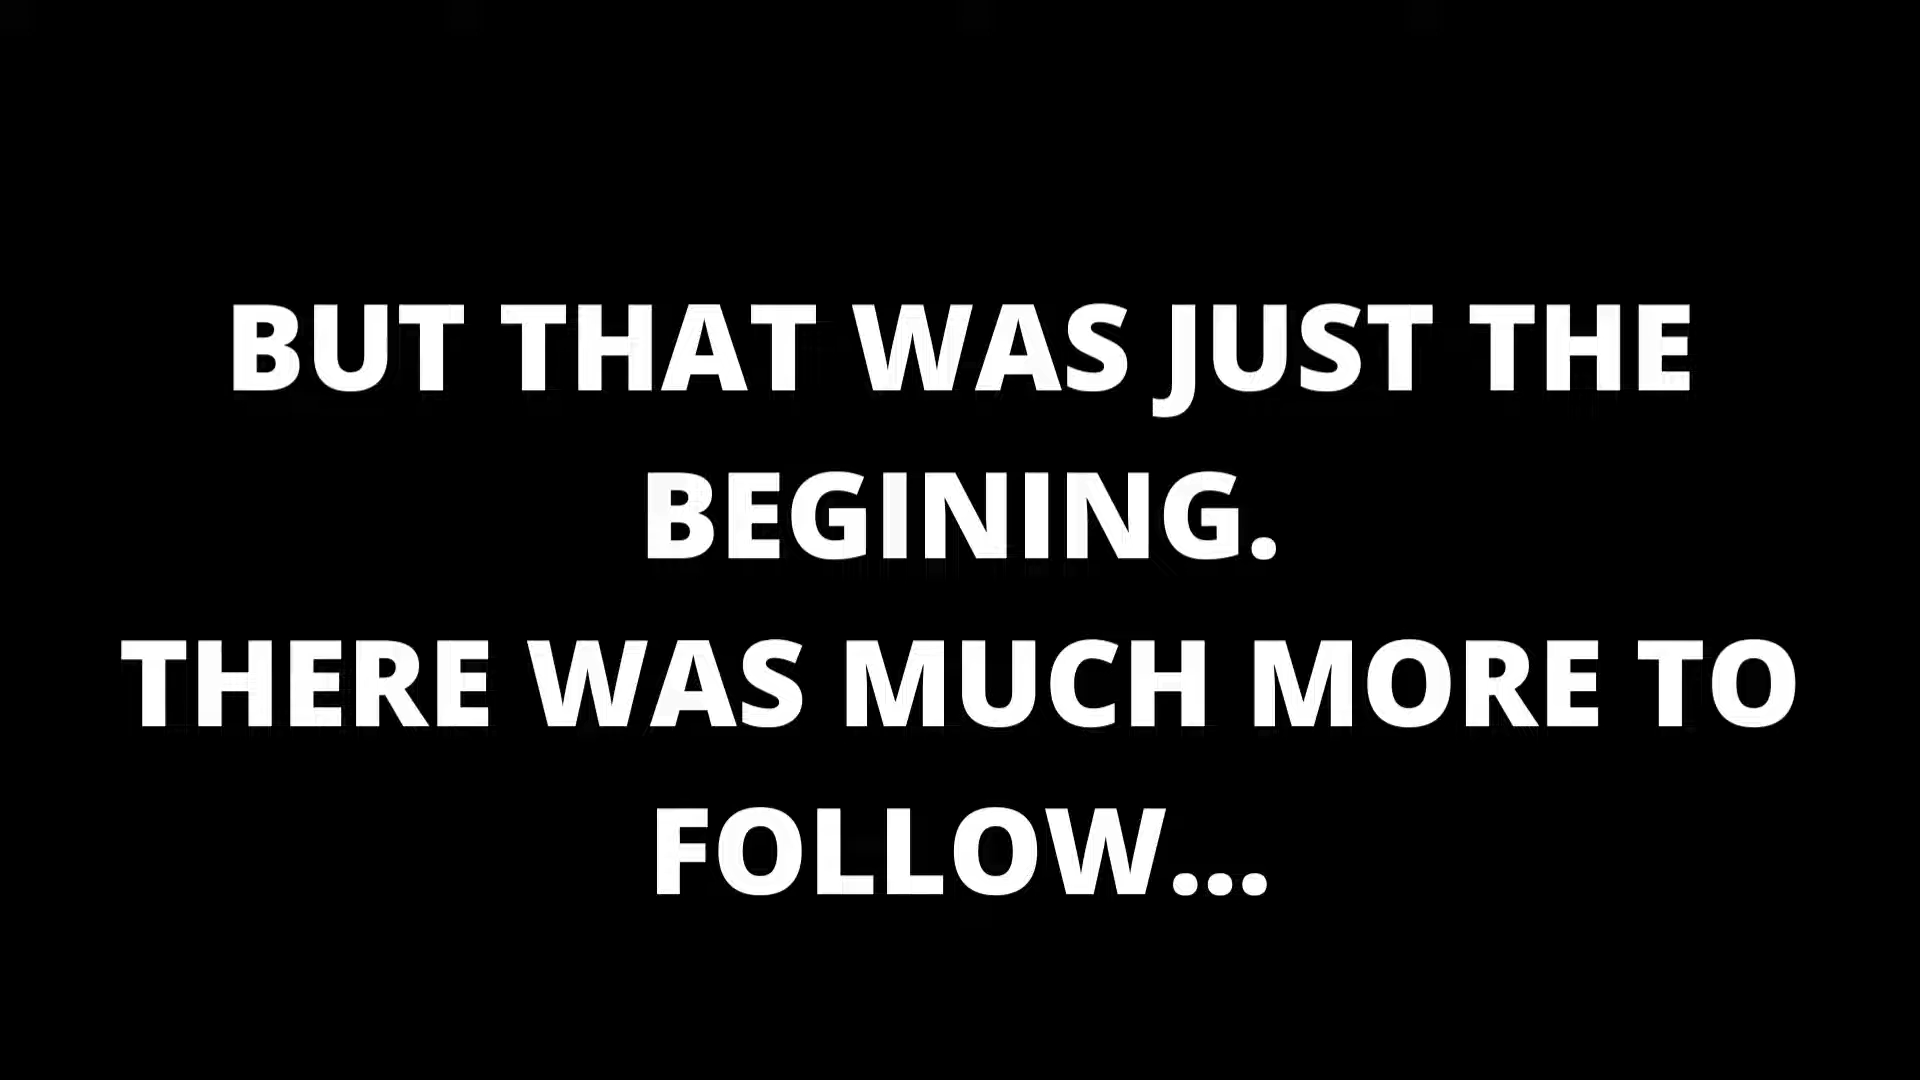 BUT THAT WAS JUST THE
BEGINING.
THERE WAS MUCH MORE TO
FOLLOW...